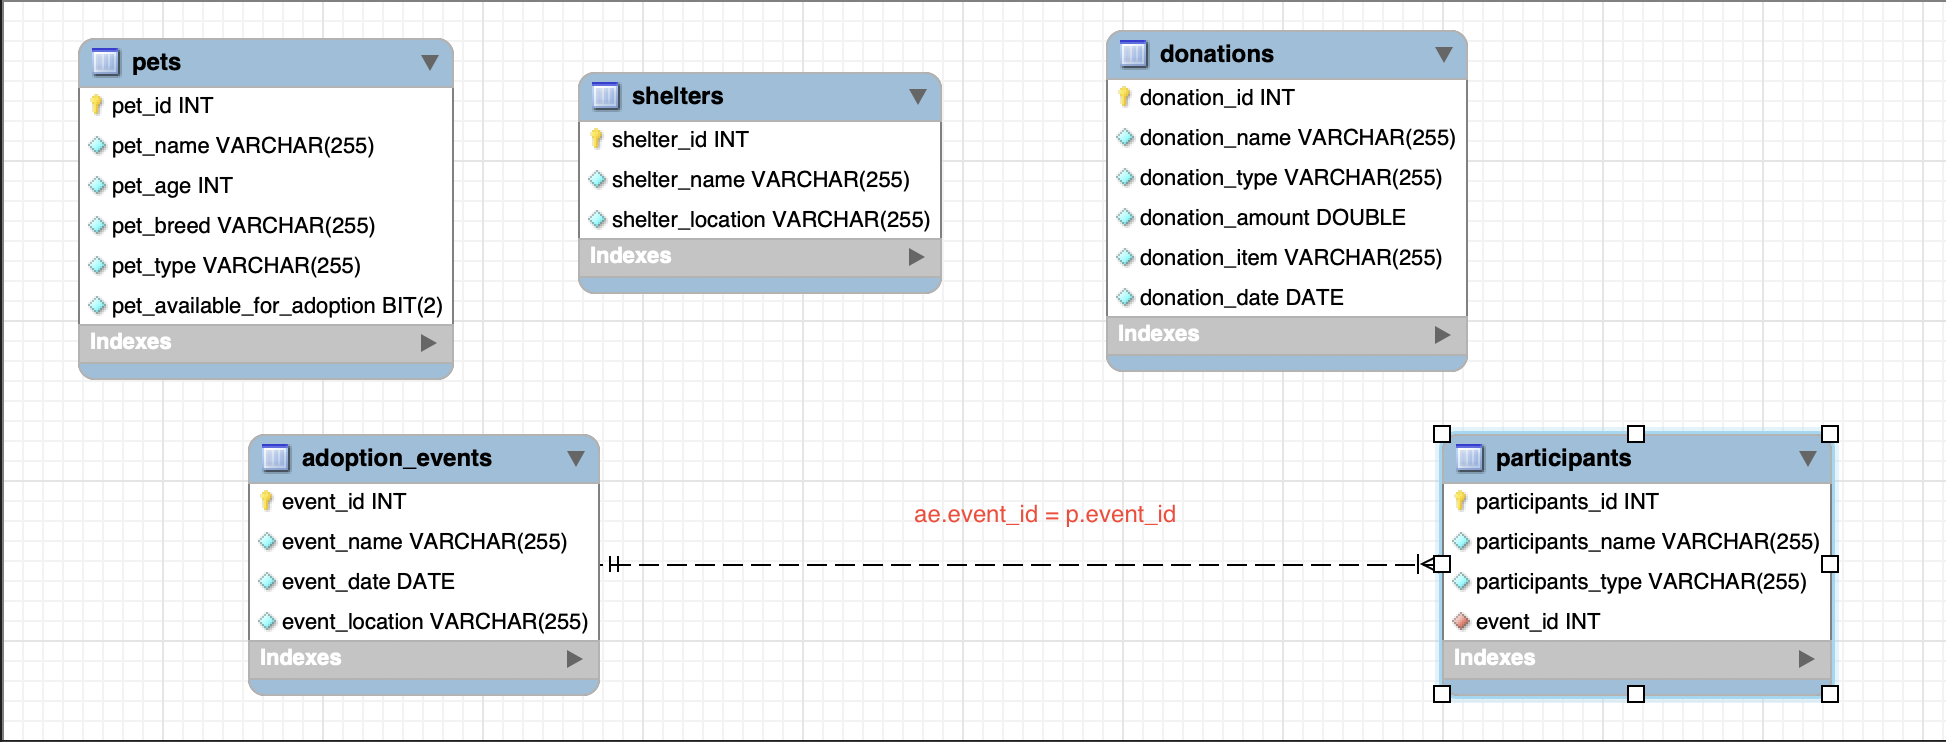 pets
pet_id INT
pet_name VARCHAR(255)
pet_age INT
pet_breed VARCHAR(255)
pet_type VARCHAR(255)
pet_available_for_adoption BIT(2)
Indexes
shelters
shelter_id INT
shelter_name VARCHAR(255)
shelter_location VARCHAR(255)
Indexes
donations
donation_id INT
donation_name VARCHAR(255)
donation_type VARCHAR(255)
donation_amount DOUBLE
donation_item VARCHAR(255)
donation_date DATE
Indexes
adoption_events
event_id INT
event_name VARCHAR(255)
event_date DATE
event_location VARCHAR(255)
Indexes
ae.event_id = p.event_id
participants
participants_id INT
participants_name VARCHAR(255)
participants_type VARCHAR(255)
event_id INT
Indexes